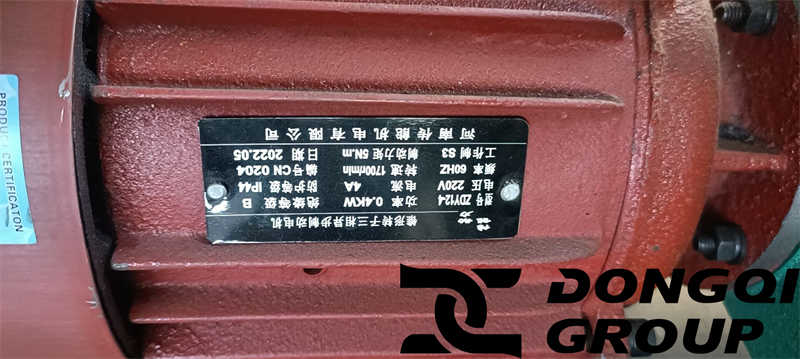 锥形转子三相异步制动电机
型号 ZDY124 功率 0.4KW 绝缘等级 B
电压 220V 电流 4A 防护等级 IP44
频率 60HZ 转速 1700r/min 编号 CN 0204
工作制 S3 制动力矩 5N.m 日期 2022.05
河南传能机电有限公司
PRODUCT CERTIFICATON
DONGQI
GROUP